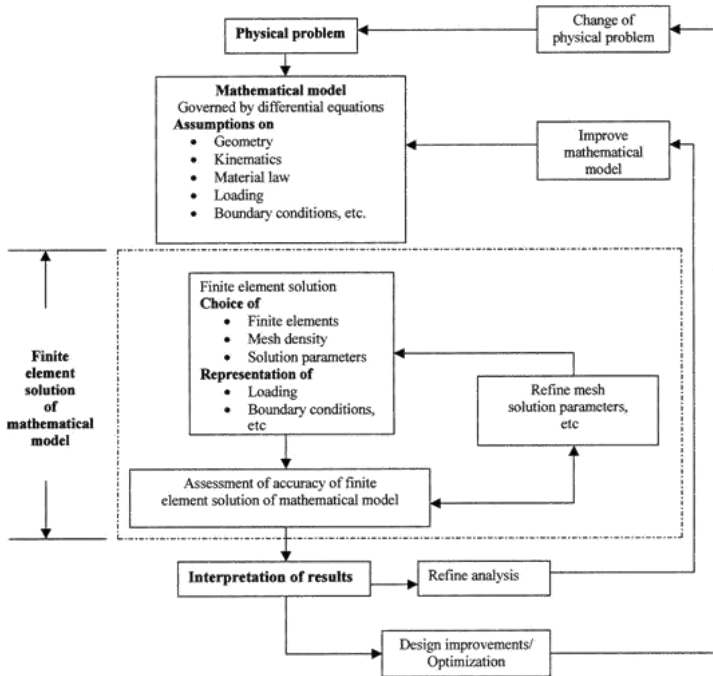 Physical problem
Change of
physical problem
Mathematical model
Governed by differential equations
Assumptions on
• Geometry
• Kinematics
• Material law
• Loading
• Boundary conditions, etc.
Improve
mathematical
model
Finite
element
solution
of
mathematical
model
Finite element solution
Choice of
• Finite elements
• Mesh density
• Solution parameters
Representation of
• Loading
• Boundary conditions,
etc
Refine mesh
solution parameters,
etc
Assessment of accuracy of finite
element solution of mathematical model
Interpretation of results
Refine analysis
Design improvements/
Optimization